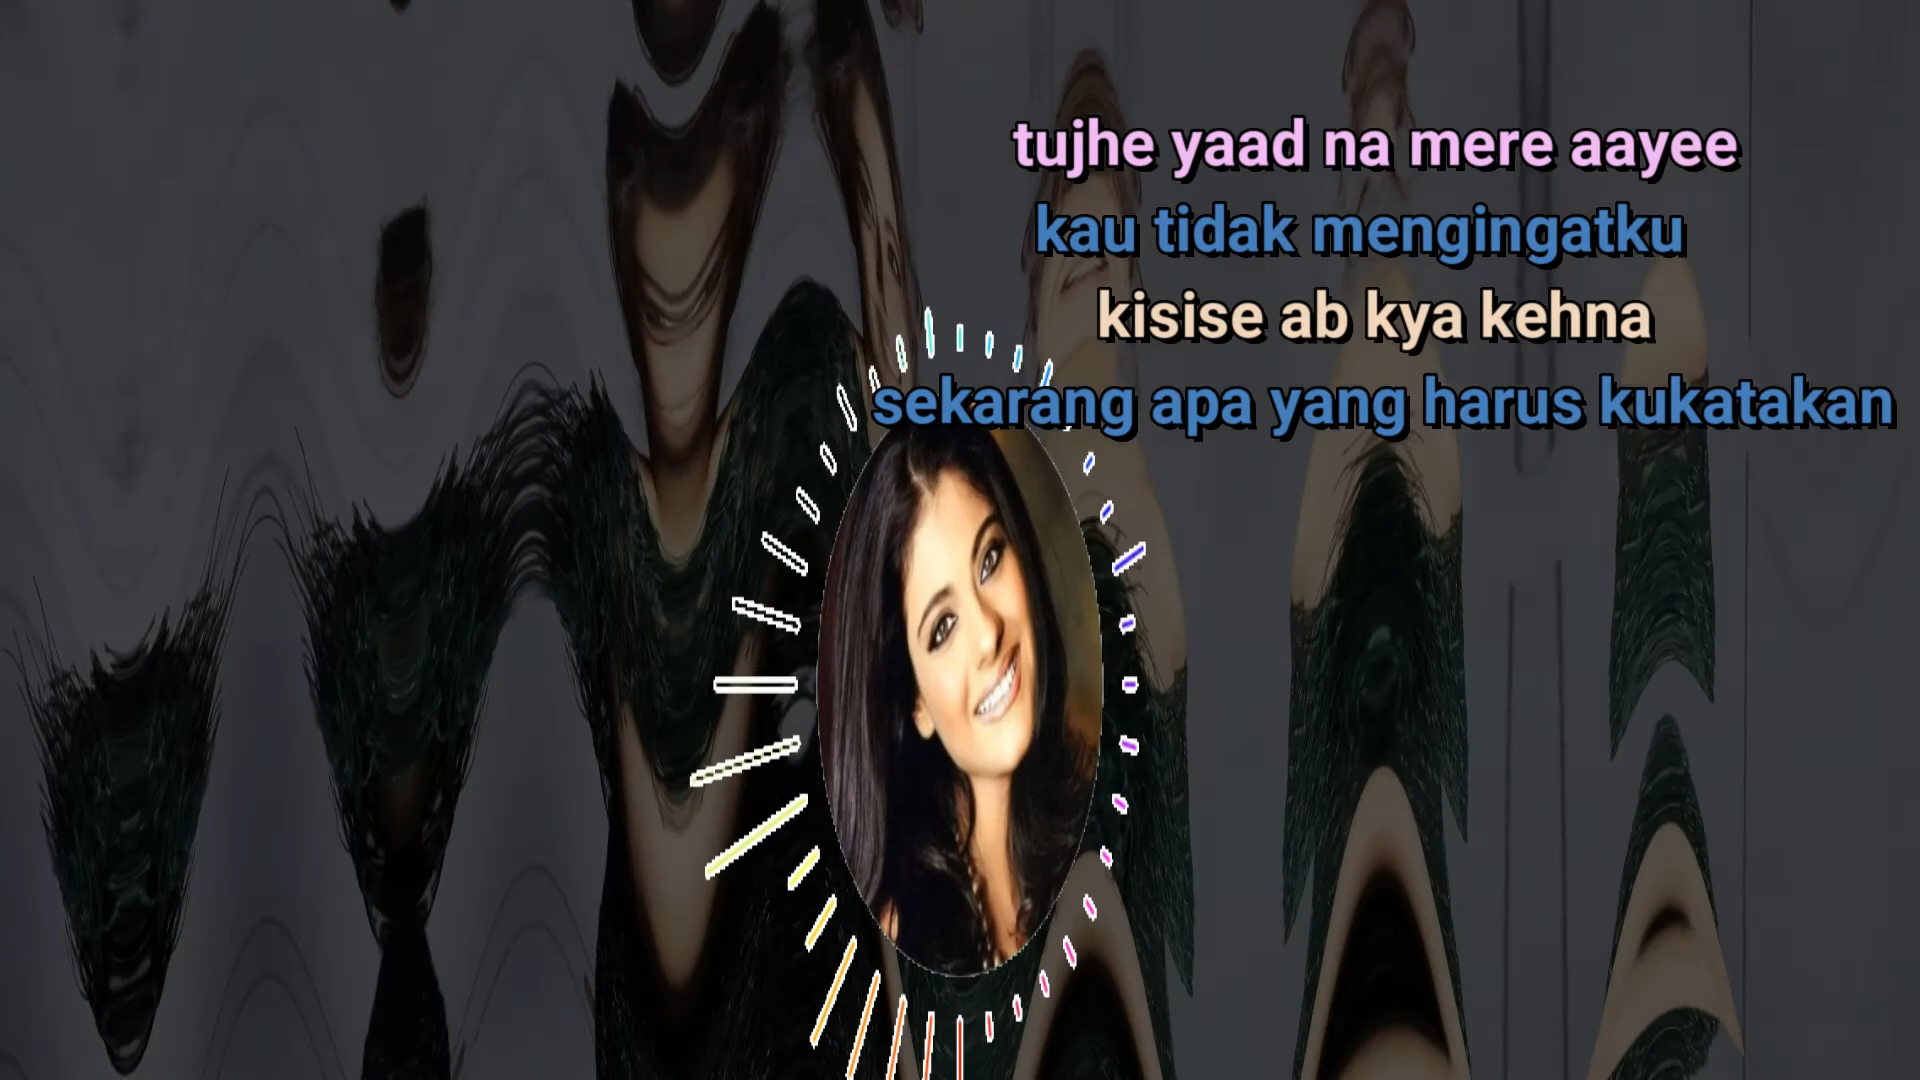 tujhe yaad na mere aayee
kau tidak mengingatku
kisise ab kya kehna
sekarang apa yang harus kukatakan